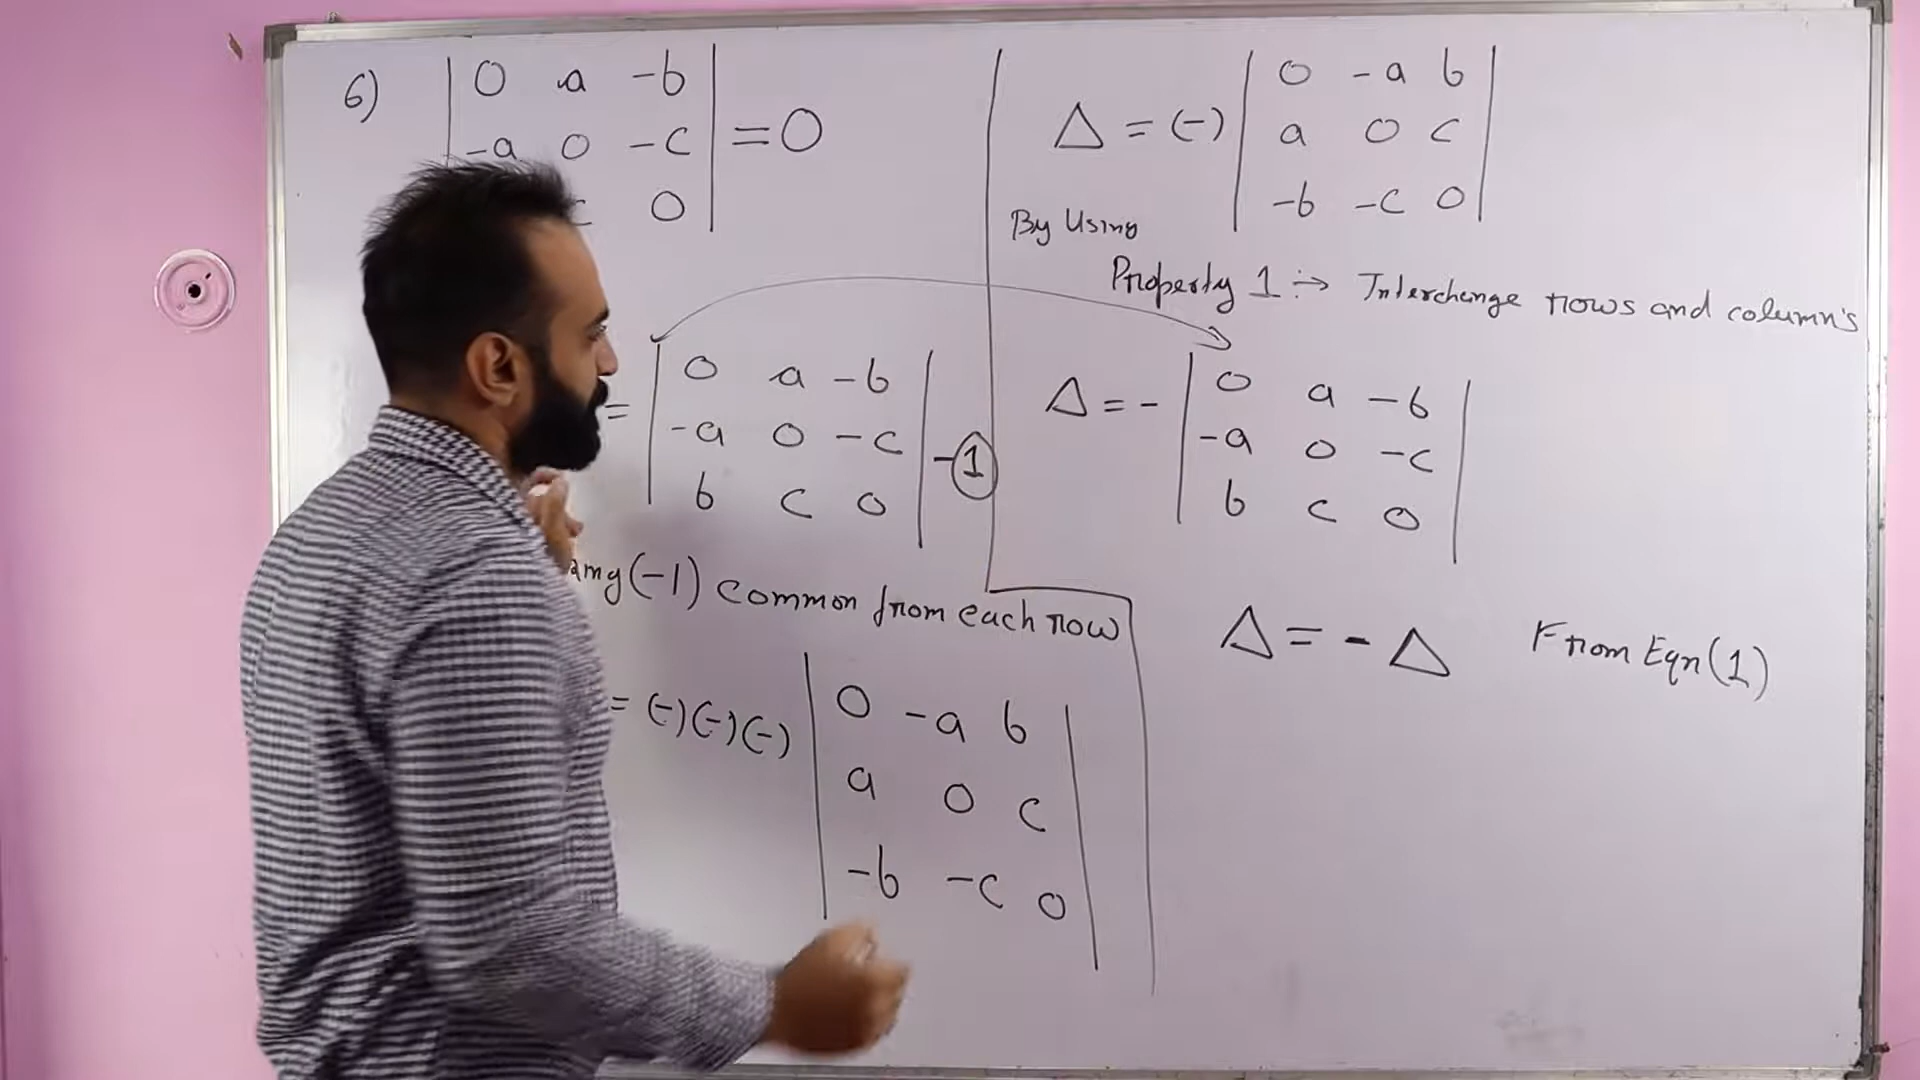 6) | 0 a -b |
| -a 0 -c | = 0
c 0 |
= | 0 a -b |
| -a 0 -c | - 1
| b c 0 |
(-1) common from each row
= (-)(-)(-) | 0 -a b |
| a 0 c |
| -b -c 0 |
Δ = (-) | 0 -a b |
| a 0 c |
| -b -c 0 |
By Using
Property 1 :→ Interchange rows and column's
Δ = - | 0 a -b |
| -a 0 -c |
| b c 0 |
Δ = - Δ From Eqn (1)